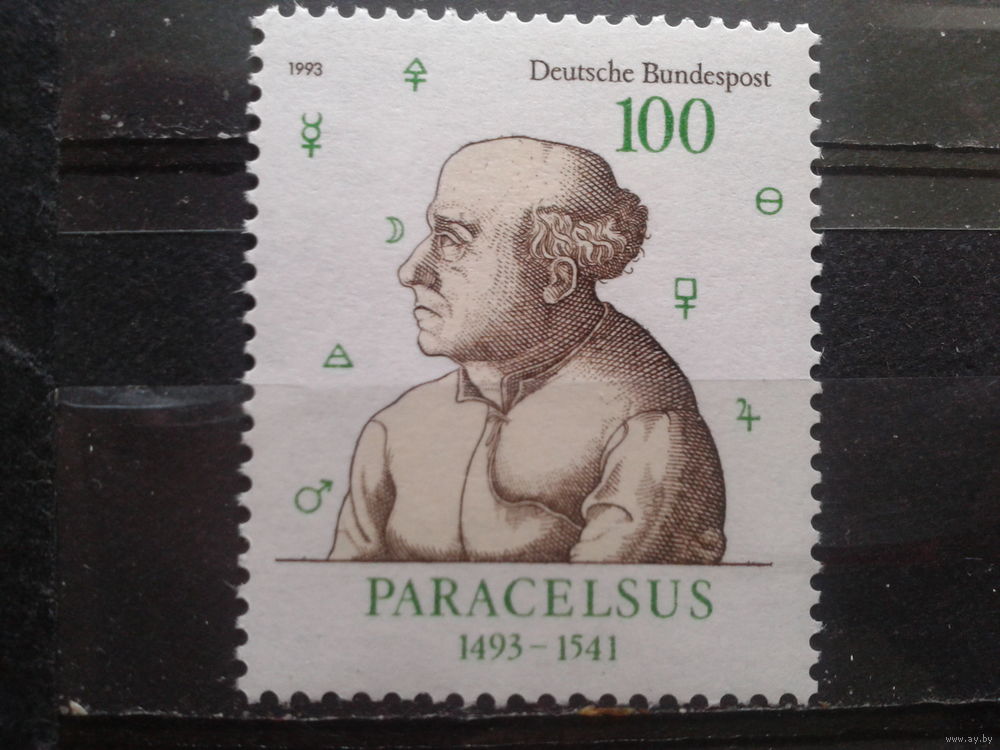 1993
Deutsche Bundespost
100
PARACELSUS
1493 – 1541
www.ay.by